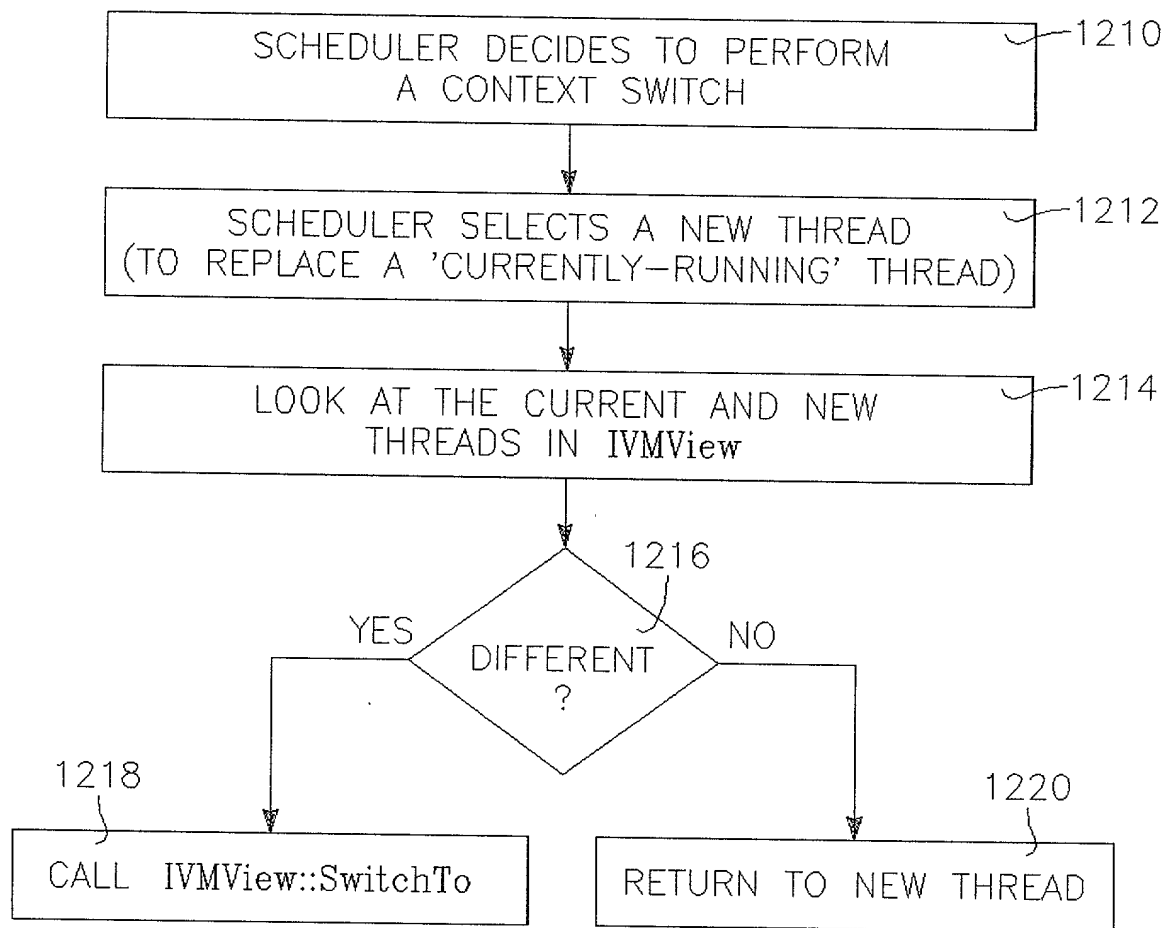 SCHEDULER DECIDES TO PERFORM
A CONTEXT SWITCH
1210
SCHEDULER SELECTS A NEW THREAD
(TO REPLACE A 'CURRENTLY-RUNNING' THREAD)
1212
LOOK AT THE CURRENT AND NEW
THREADS IN IVMView
1214
1216
YES
DIFFERENT
?
NO
1218
CALL IVMView::SwitchTo
1220
RETURN TO NEW THREAD